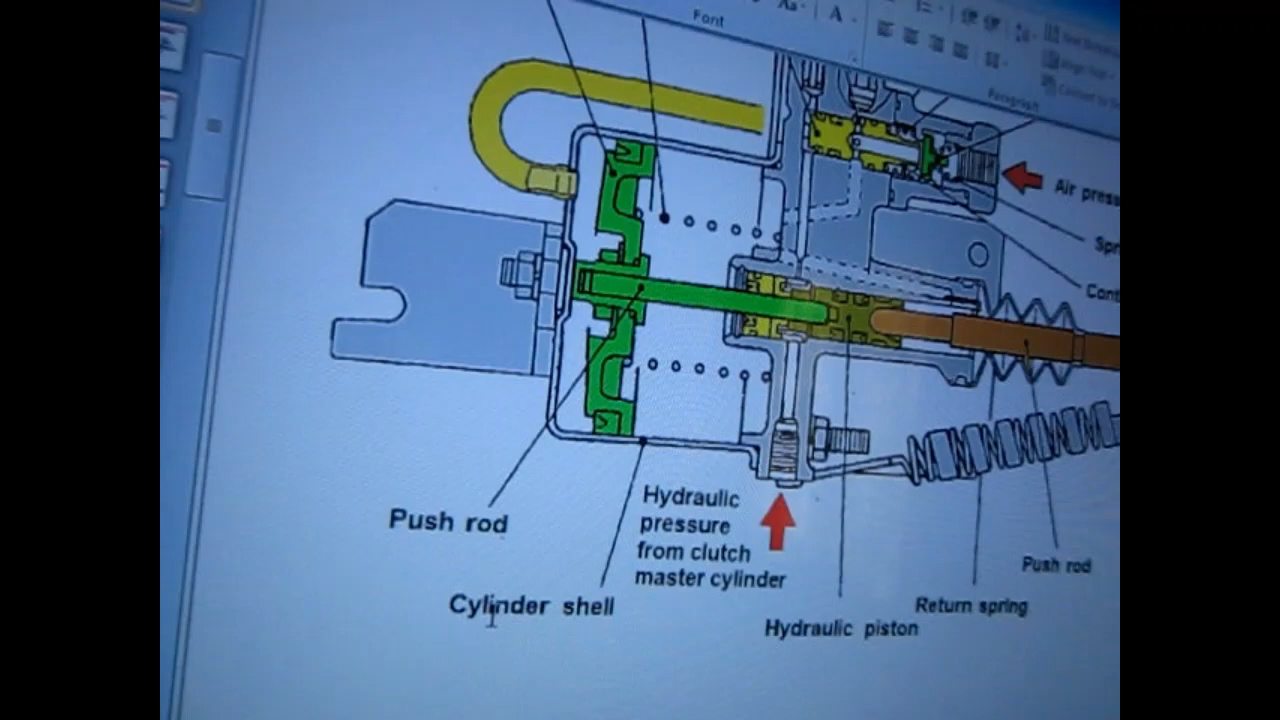 Font
Paragraph
Air press
Spr
Cont
Push rod
Cylinder shell
Hydraulic
pressure
from clutch
master cylinder
Hydraulic piston
Return spring
Push rod